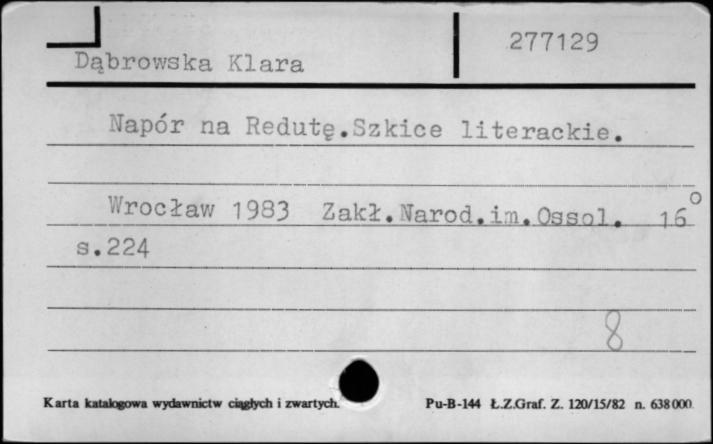 277129
Dąbrowska Klara
Napór na Redutę.Szkice literackie.
Wrocław 1983 Zakł.Narod.im.Ossol. 16°
s.224
8
Karta katalogowa wydawnictw ciągłych i zwartych. Pu-B-144 Ł.Z.Graf. Z. 120/15/82 n. 638000